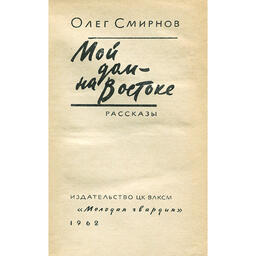 ОЛЕГ СМИРНОВ
Мой
дом-
на Востоке
РАССКАЗЫ
ИЗДАТЕЛЬСТВО ЦК ВЛКСМ
«Молодая гвардия»
1962